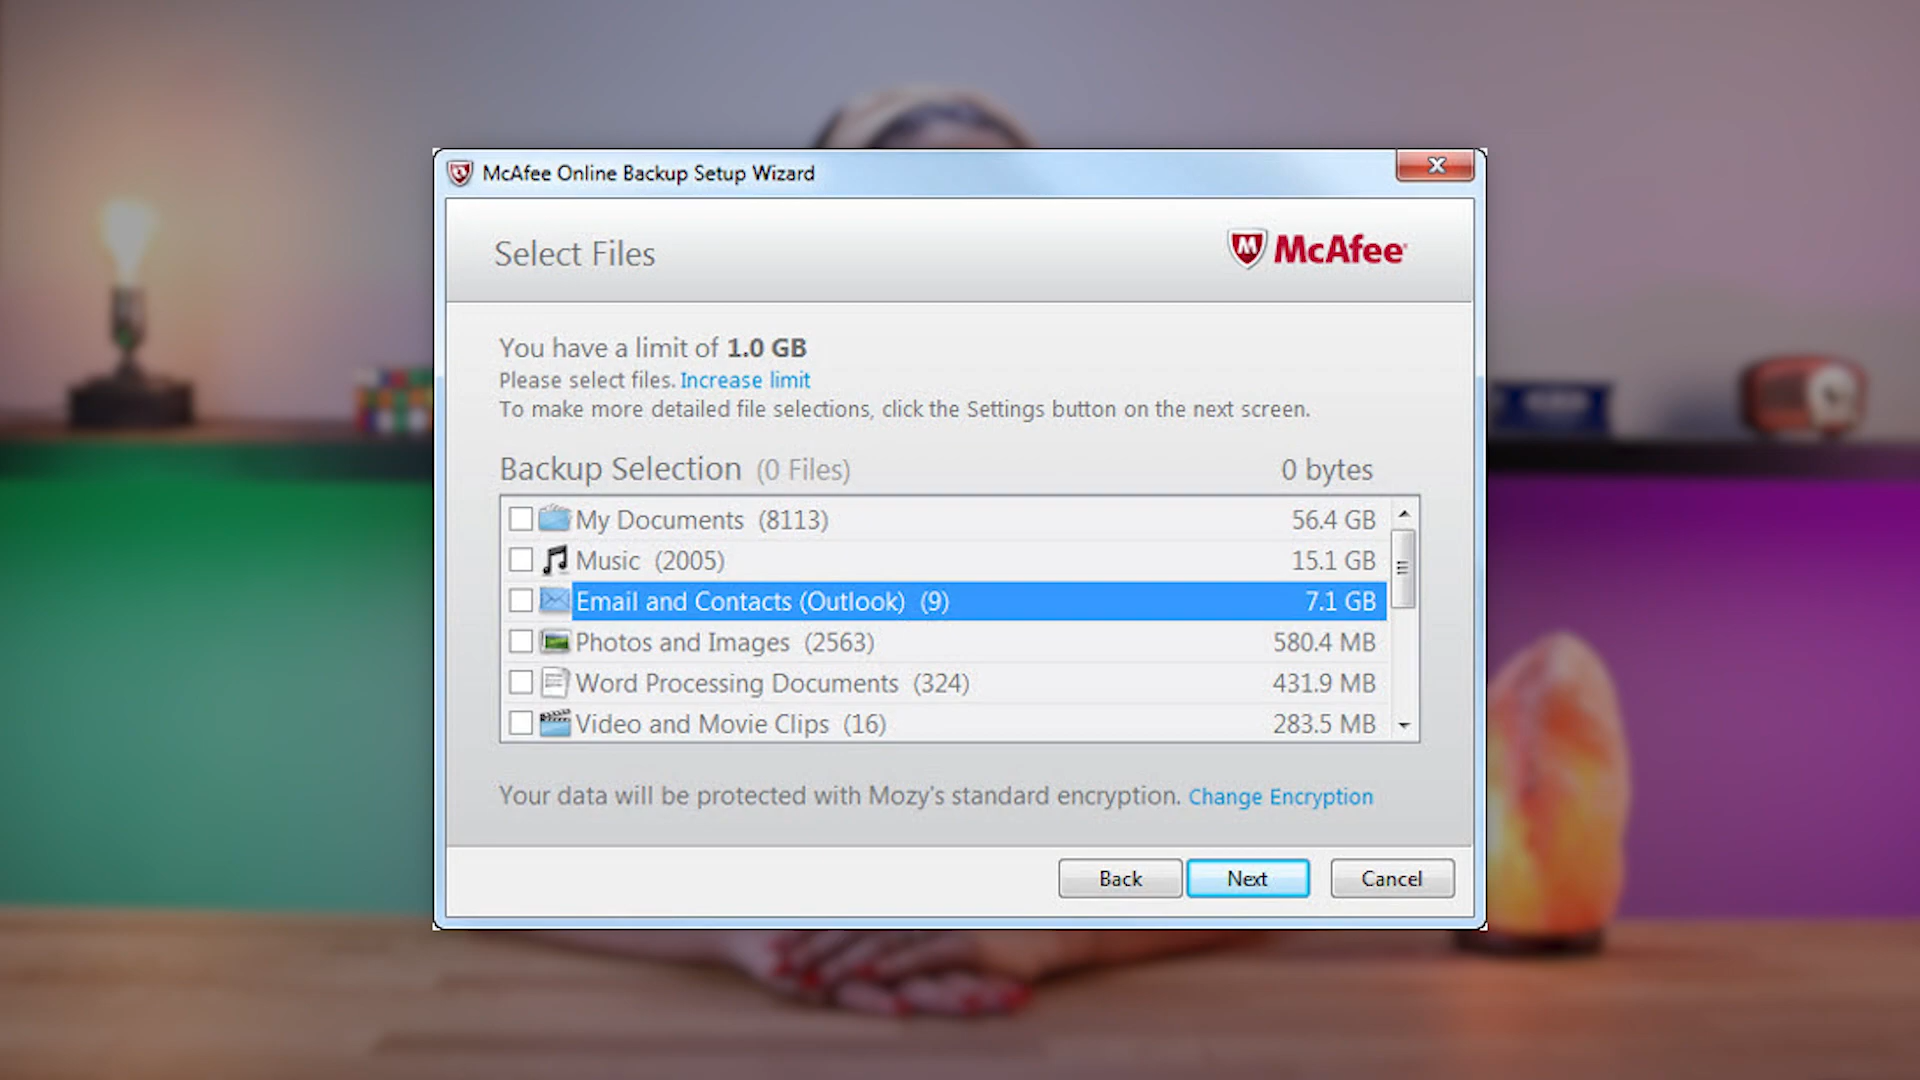 McAfee Online Backup Setup Wizard
Select Files
McAfee
You have a limit of 1.0 GB
Please select files. Increase limit
To make more detailed file selections, click the Settings button on the next screen.
Backup Selection (0 Files) 0 bytes
My Documents (8113) 56.4 GB
Music (2005) 15.1 GB
Email and Contacts (Outlook) (9) 7.1 GB
Photos and Images (2563) 580.4 MB
Word Processing Documents (324) 431.9 MB
Video and Movie Clips (16) 283.5 MB
Your data will be protected with Mozy's standard encryption. Change Encryption
Back Next Cancel